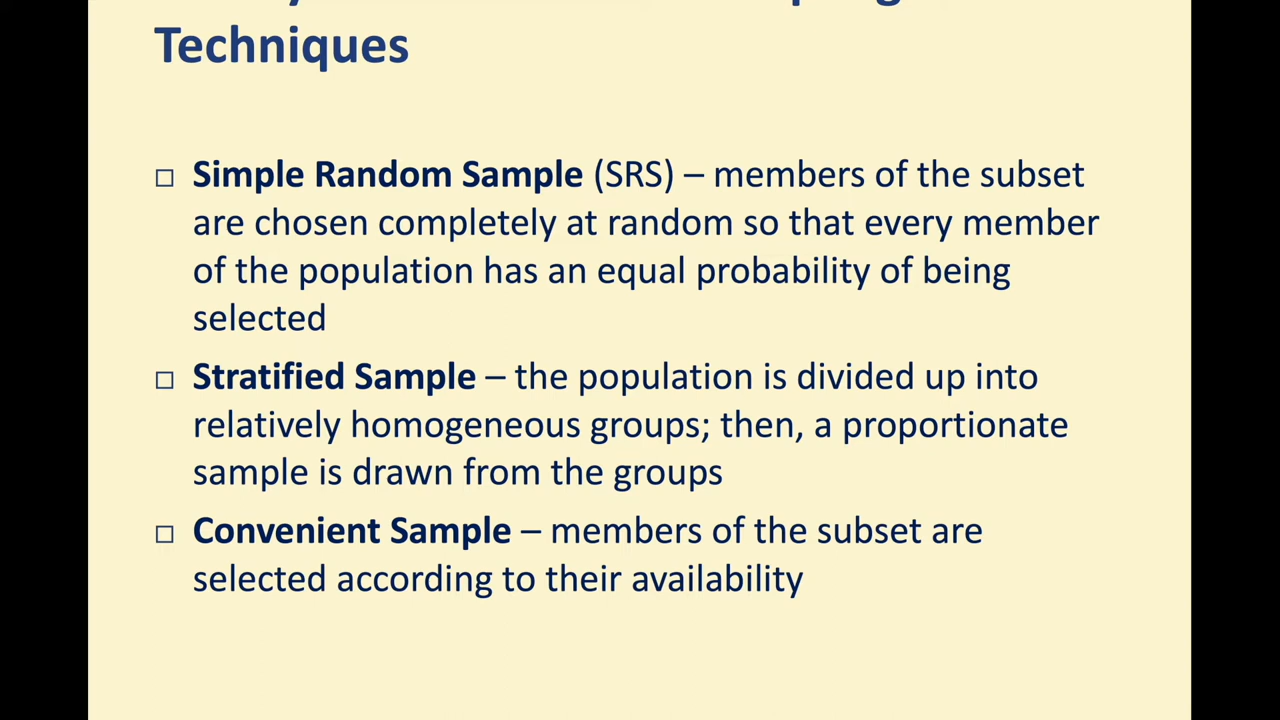 Techniques
□ Simple Random Sample (SRS) – members of the subset
are chosen completely at random so that every member
of the population has an equal probability of being
selected
□ Stratified Sample – the population is divided up into
relatively homogeneous groups; then, a proportionate
sample is drawn from the groups
□ Convenient Sample – members of the subset are
selected according to their availability